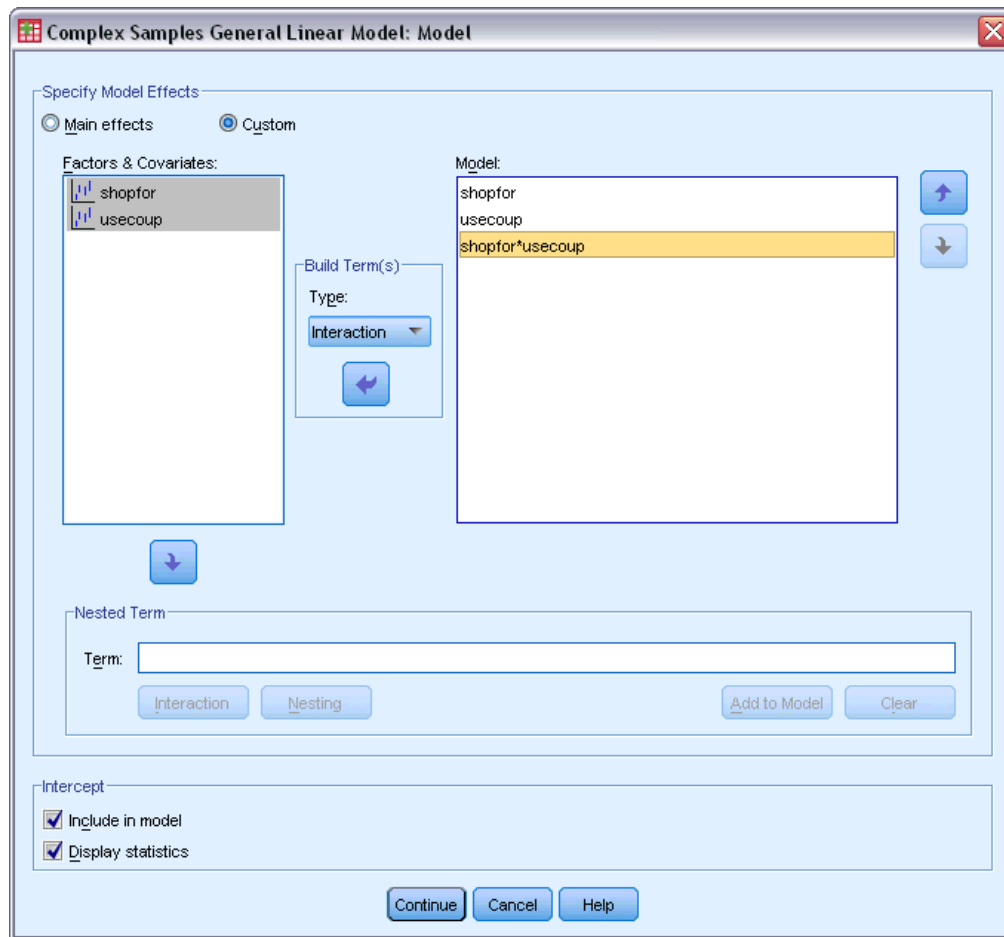 Complex Samples General Linear Model: Model
Specify Model Effects
Main effects
Custom
Factors & Covariates:
shopfor
usecoup
Build Term(s)
Type:
Interaction
Model:
shopfor
usecoup
shopfor*usecoup
Nested Term
Term:
Interaction
Nesting
Add to Model
Clear
Intercept
Include in model
Display statistics
Continue
Cancel
Help